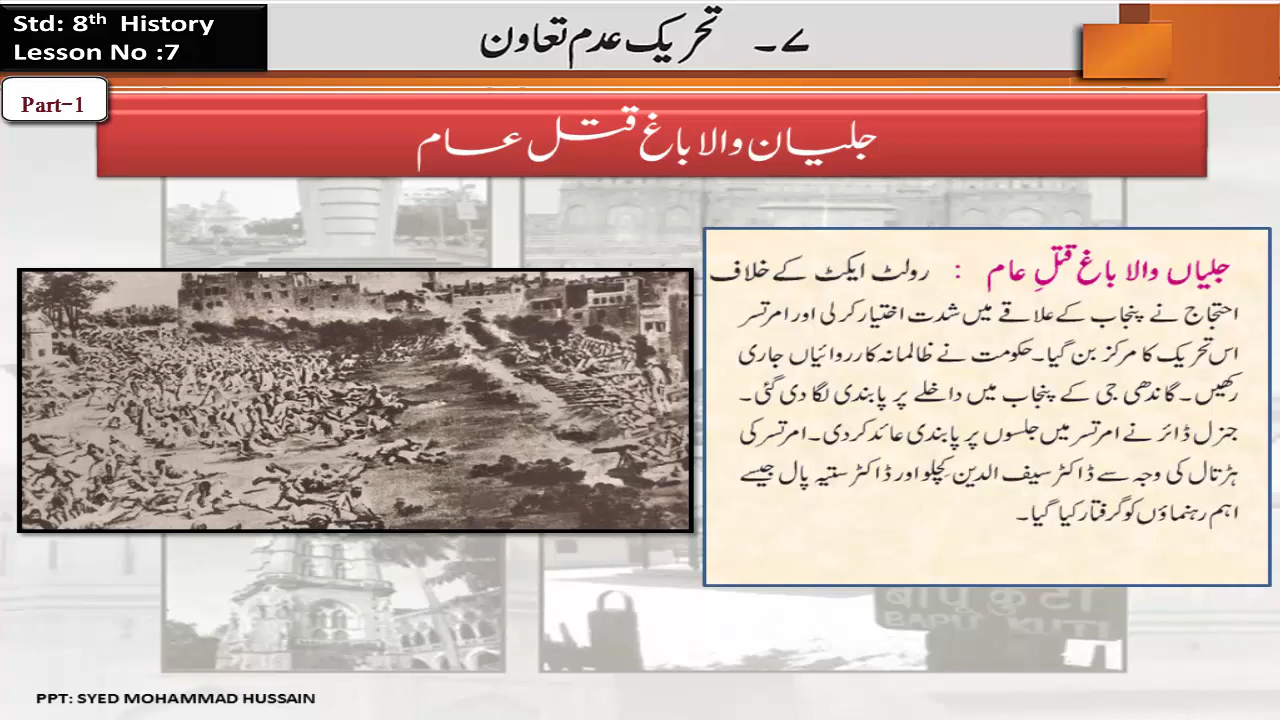 Std: 8th History
Lesson No :7
۷۔ تحریک عدم تعاون
Part-1
جلیان والا باغ قتل عام
جلیاں والا باغ قتلِ عام : رولٹ ایکٹ کے خلاف
احتجاج نے پنجاب کے علاقے میں شدت اختیار کر لی اور امرتسر
اس تحریک کا مرکز بن گیا۔ حکومت نے ظالمانہ کارروائیاں جاری
رکھیں۔ گاندھی جی کے پنجاب میں داخلے پر پابندی لگا دی گئی۔
جنرل ڈائر نے امرتسر میں جلسوں پر پابندی عائد کر دی۔ امرتسر کی
ہڑتال کی وجہ سے ڈاکٹر سیف الدین کچلو اور ڈاکٹر ستیہ پال جیسے
اہم رہنماؤں کو گرفتار کیا گیا۔
बापू कुटी
BAPU KUTI
PPT: SYED MOHAMMAD HUSSAIN